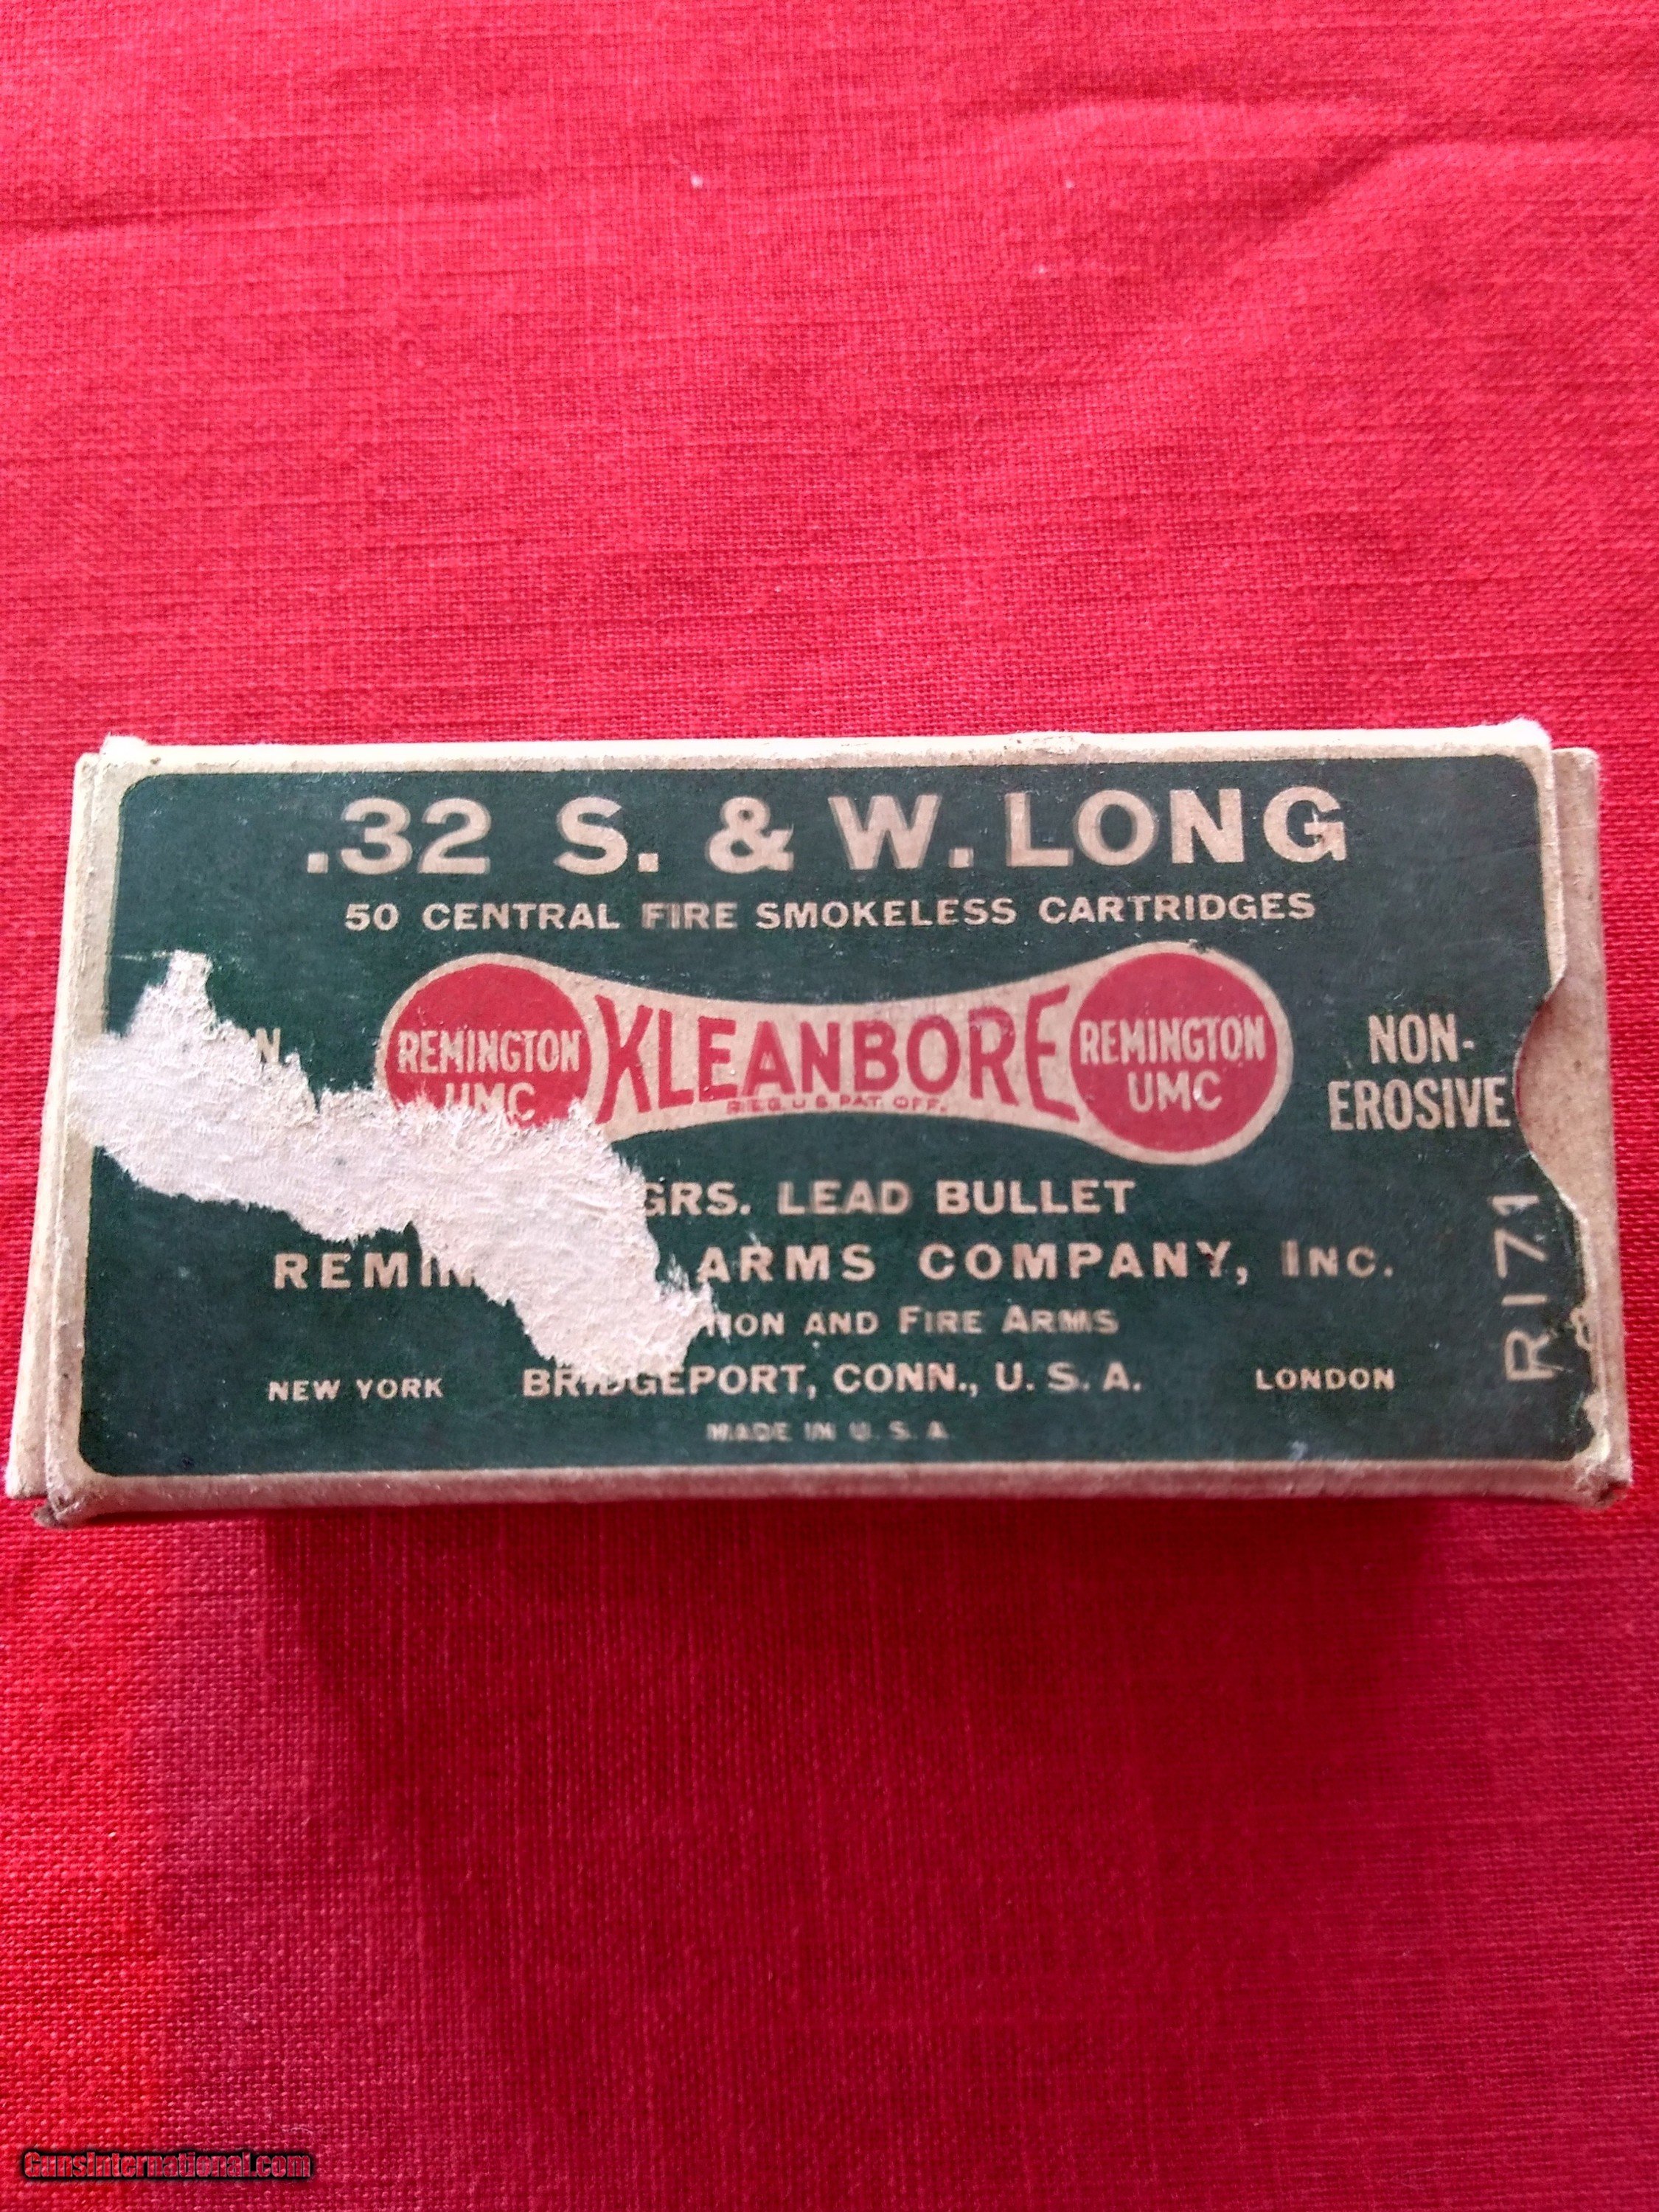 .32 S. & W. LONG
50 CENTRAL FIRE SMOKELESS CARTRIDGES
REMINGTON
UMC
KLEANBORE
REG. U S PAT. OFF.
REMINGTON
UMC
NON-
EROSIVE
GRS. LEAD BULLET
ARMS COMPANY, INC.
AND FIRE ARMS
NEW YORK
BRIDGEPORT, CONN., U. S. A.
LONDON
MADE IN U. S. A.
R171
GunsInternational.com